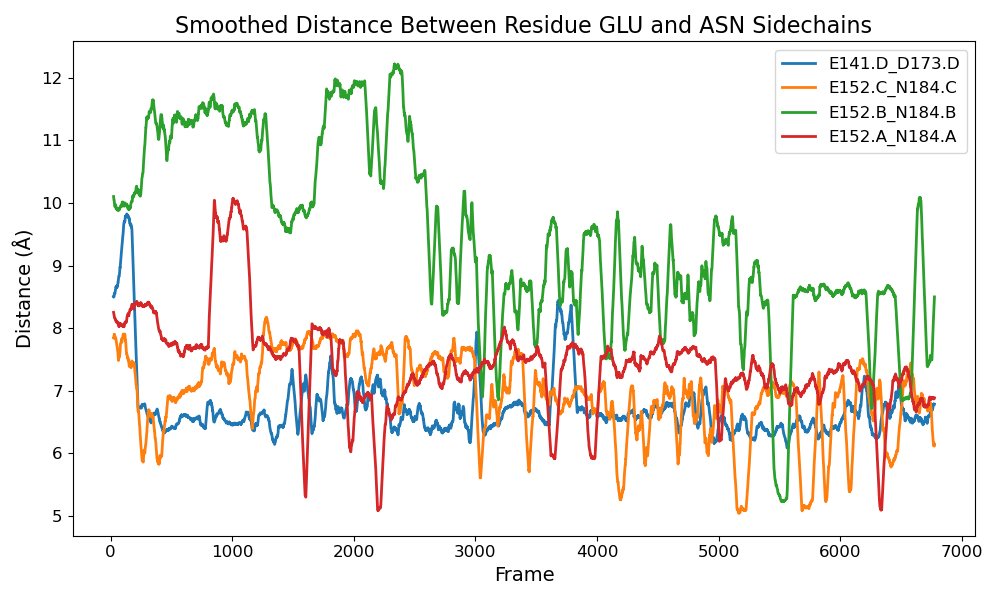 Smoothed Distance Between Residue GLU and ASN Sidechains
E141.D_D173.D
E152.C_N184.C
E152.B_N184.B
E152.A_N184.A
Distance (Å)
12
11
10
9
8
7
6
5
0 1000 2000 3000 4000 5000 6000 7000
Frame